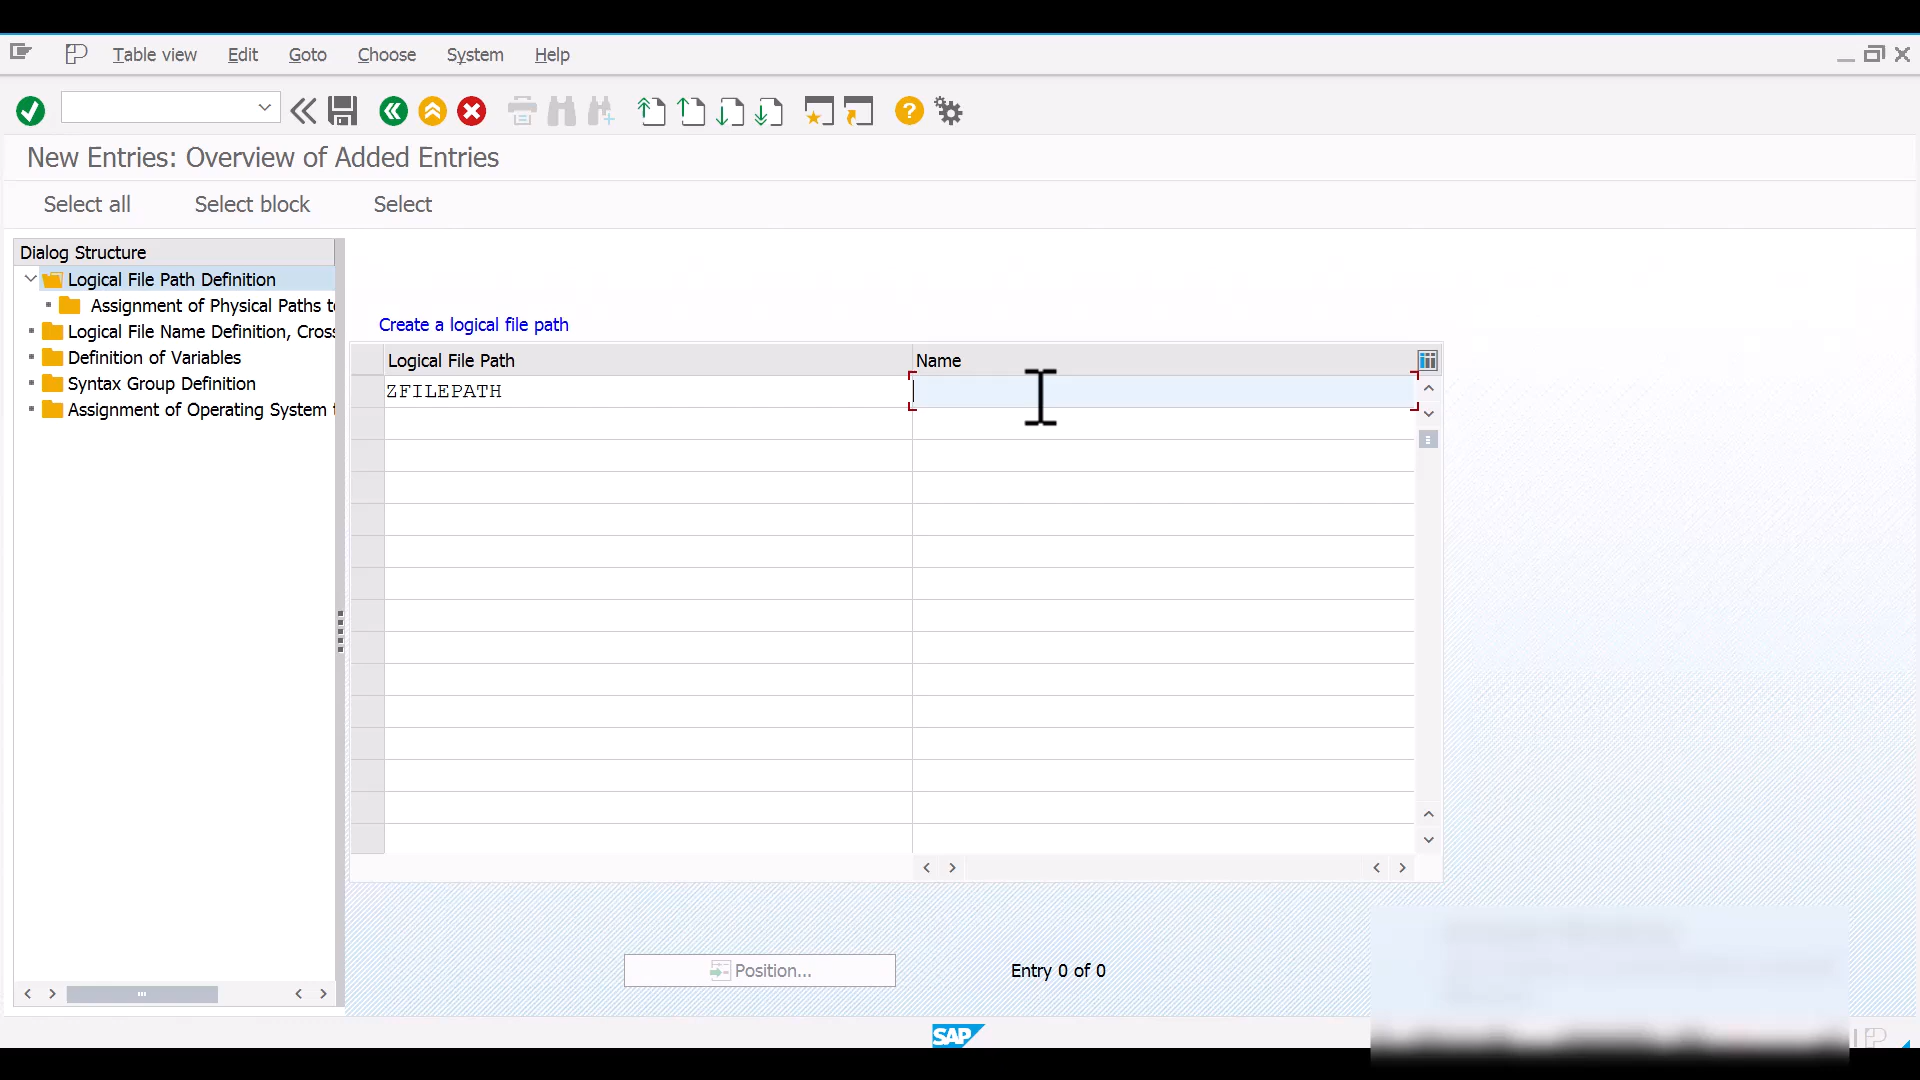 Table view Edit Goto Choose System Help
New Entries: Overview of Added Entries
Select all Select block Select
Dialog Structure
Logical File Path Definition
Assignment of Physical Paths t
Logical File Name Definition, Cross
Definition of Variables
Syntax Group Definition
Assignment of Operating System
Create a logical file path
Logical File Path Name
ZFILEPATH
Position... Entry 0 of 0
SAP